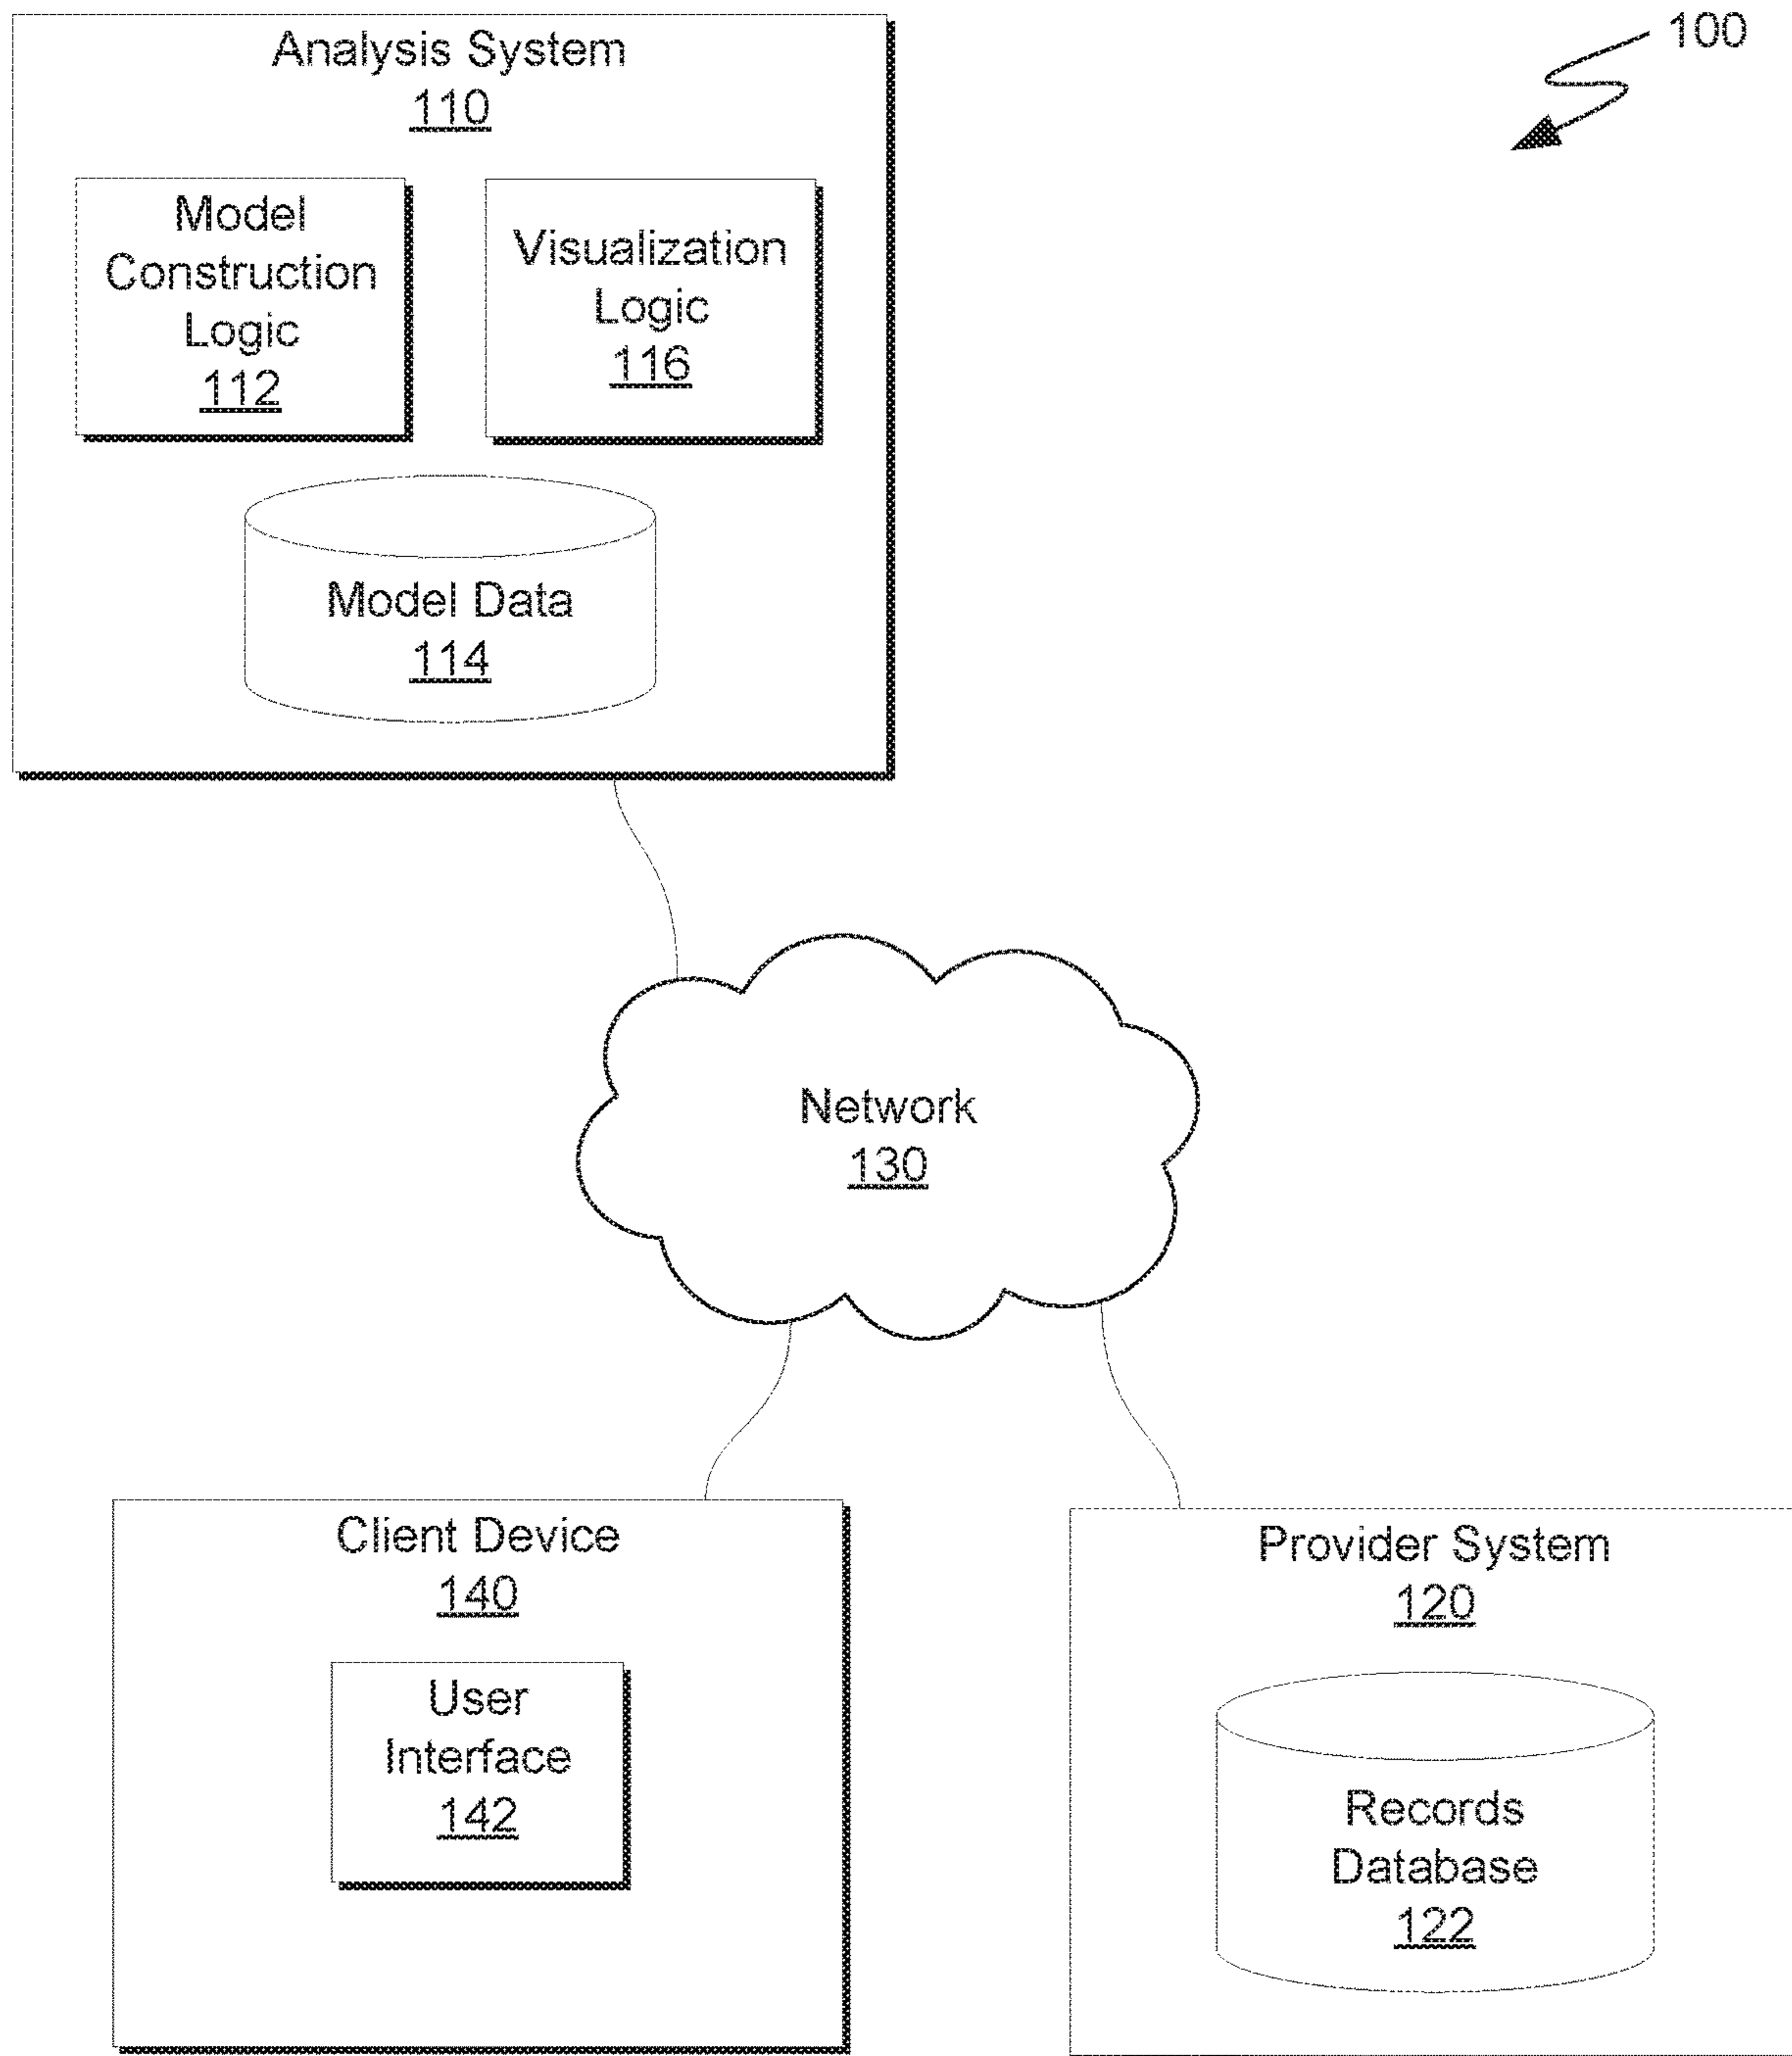 100
Analysis System
110
Model
Construction
Logic
112
Visualization
Logic
116
Model Data
114
Network
130
Client Device
140
User
Interface
142
Provider System
120
Records
Database
122